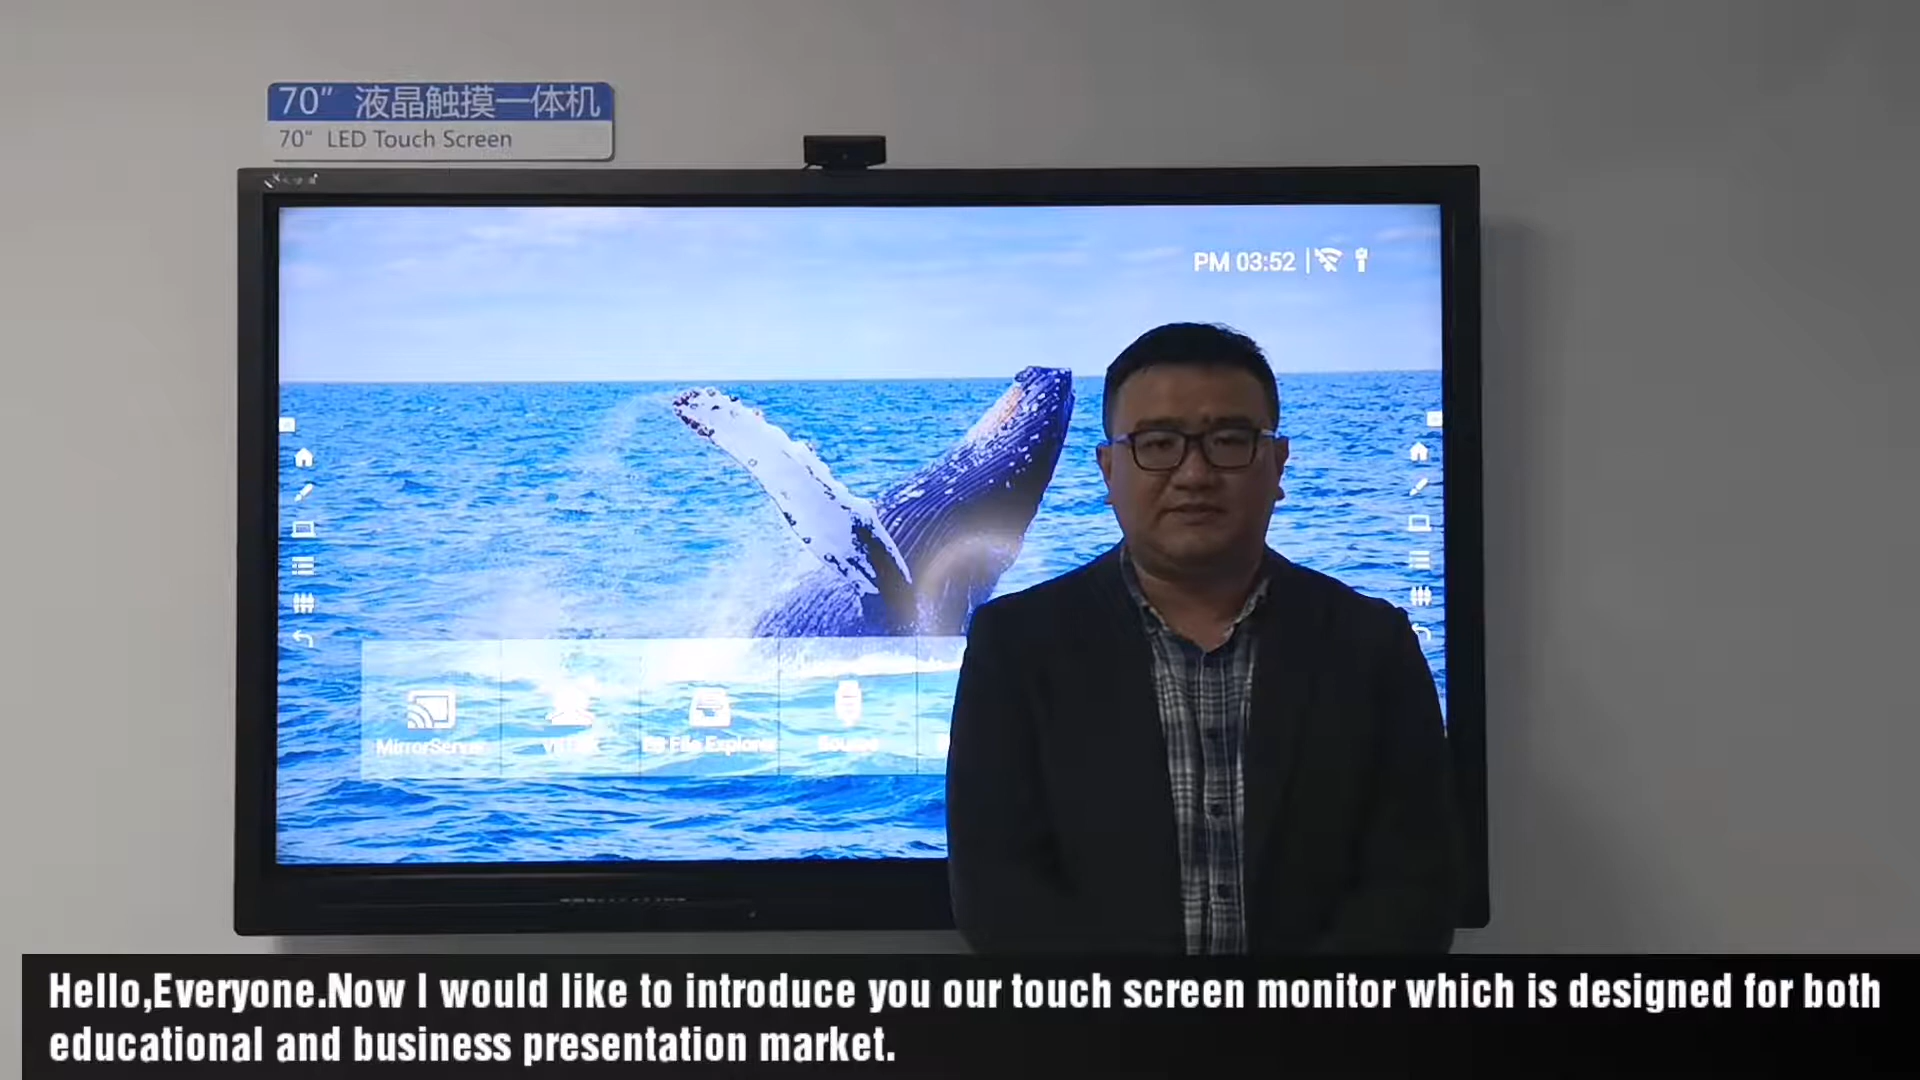 70” 液晶触摸一体机
70” LED Touch Screen
PM 03:52
MirrorServer
ES File Explorer
Hello,Everyone.Now I would like to introduce you our touch screen monitor which is designed for both
educational and business presentation market.